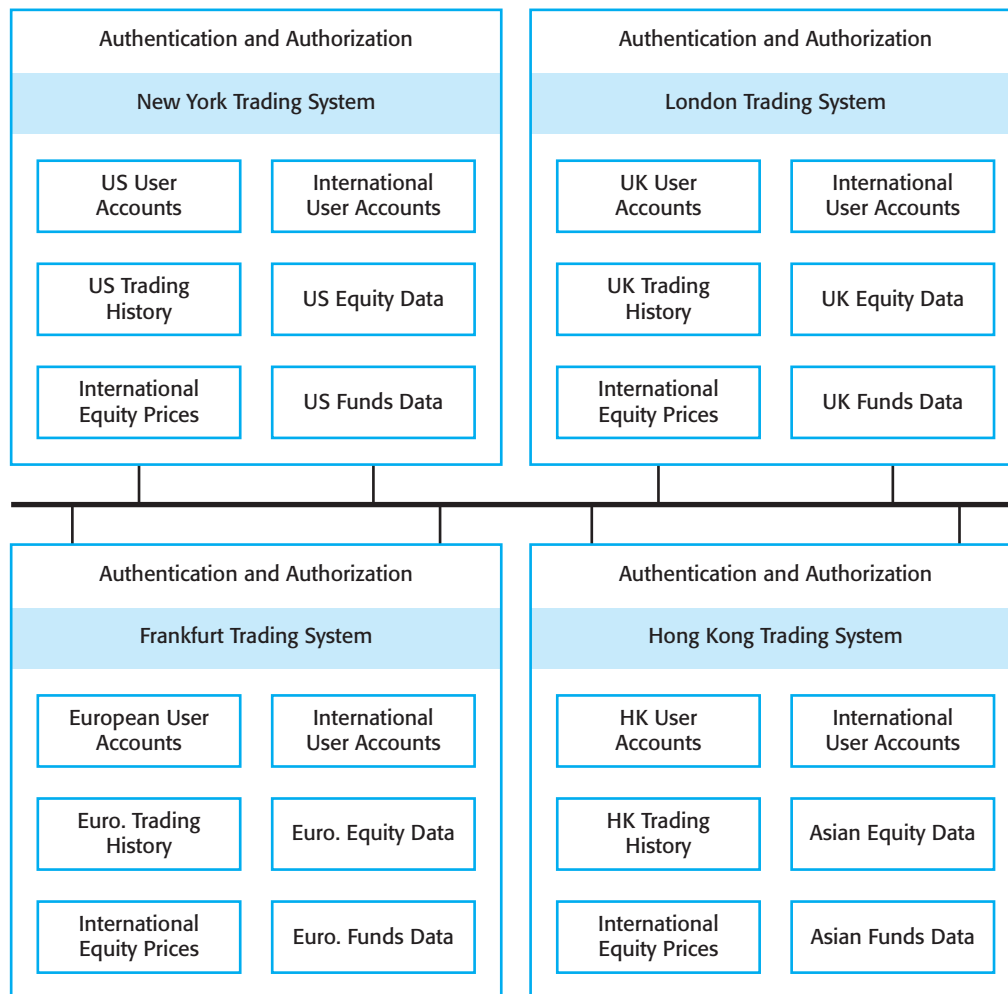 Authentication and Authorization
New York Trading System
US User
Accounts
International
User Accounts
US Trading
History
US Equity Data
International
Equity Prices
US Funds Data
Authentication and Authorization
London Trading System
UK User
Accounts
International
User Accounts
UK Trading
History
UK Equity Data
International
Equity Prices
UK Funds Data
Authentication and Authorization
Frankfurt Trading System
European User
Accounts
International
User Accounts
Euro. Trading
History
Euro. Equity Data
International
Equity Prices
Euro. Funds Data
Authentication and Authorization
Hong Kong Trading System
HK User
Accounts
International
User Accounts
HK Trading
History
Asian Equity Data
International
Equity Prices
Asian Funds Data